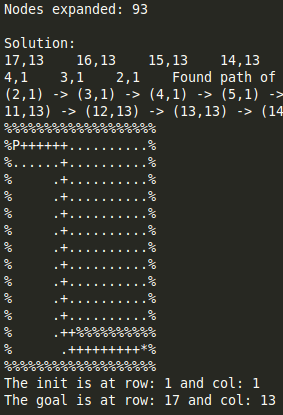 Nodes expanded: 93
Solution:
17,13    16,13    15,13    14,13
4,1    3,1    2,1    Found path of
(2,1) -> (3,1) -> (4,1) -> (5,1) ->
11,13) -> (12,13) -> (13,13) -> (14
%%%%%%%%%%%%%%%%%%%
%P++++++..........%
%......+..........%
%     .+..........%
%     .+..........%
%     .+..........%
%     .+..........%
%     .+..........%
%     .+..........%
%     .+..........%
%     .+..........%
%     .+..........%
%     .++%%%%%%%%%%
%      .+++++++++*%
%%%%%%%%%%%%%%%%%%%
The init is at row: 1 and col: 1
The goal is at row: 17 and col: 13